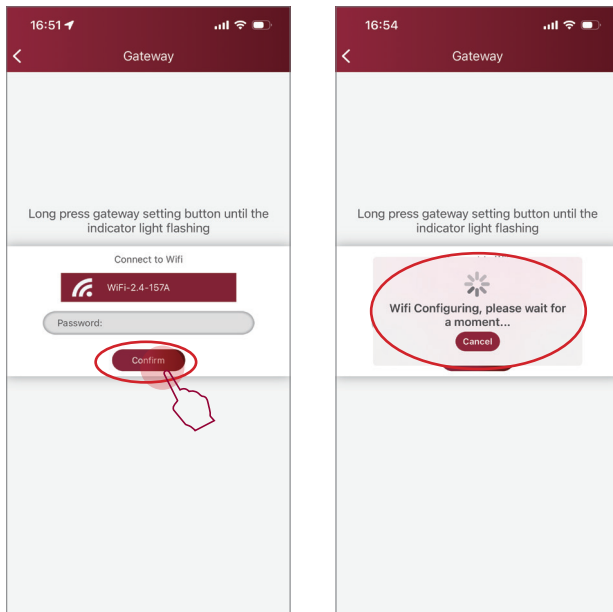 16:51
Gateway
Long press gateway setting button until the
indicator light flashing
Connect to Wifi
WiFi-2.4-157A
Password:
Confirm
16:54
Gateway
Long press gateway setting button until the
indicator light flashing
Wifi Configuring, please wait for
a moment...
Cancel